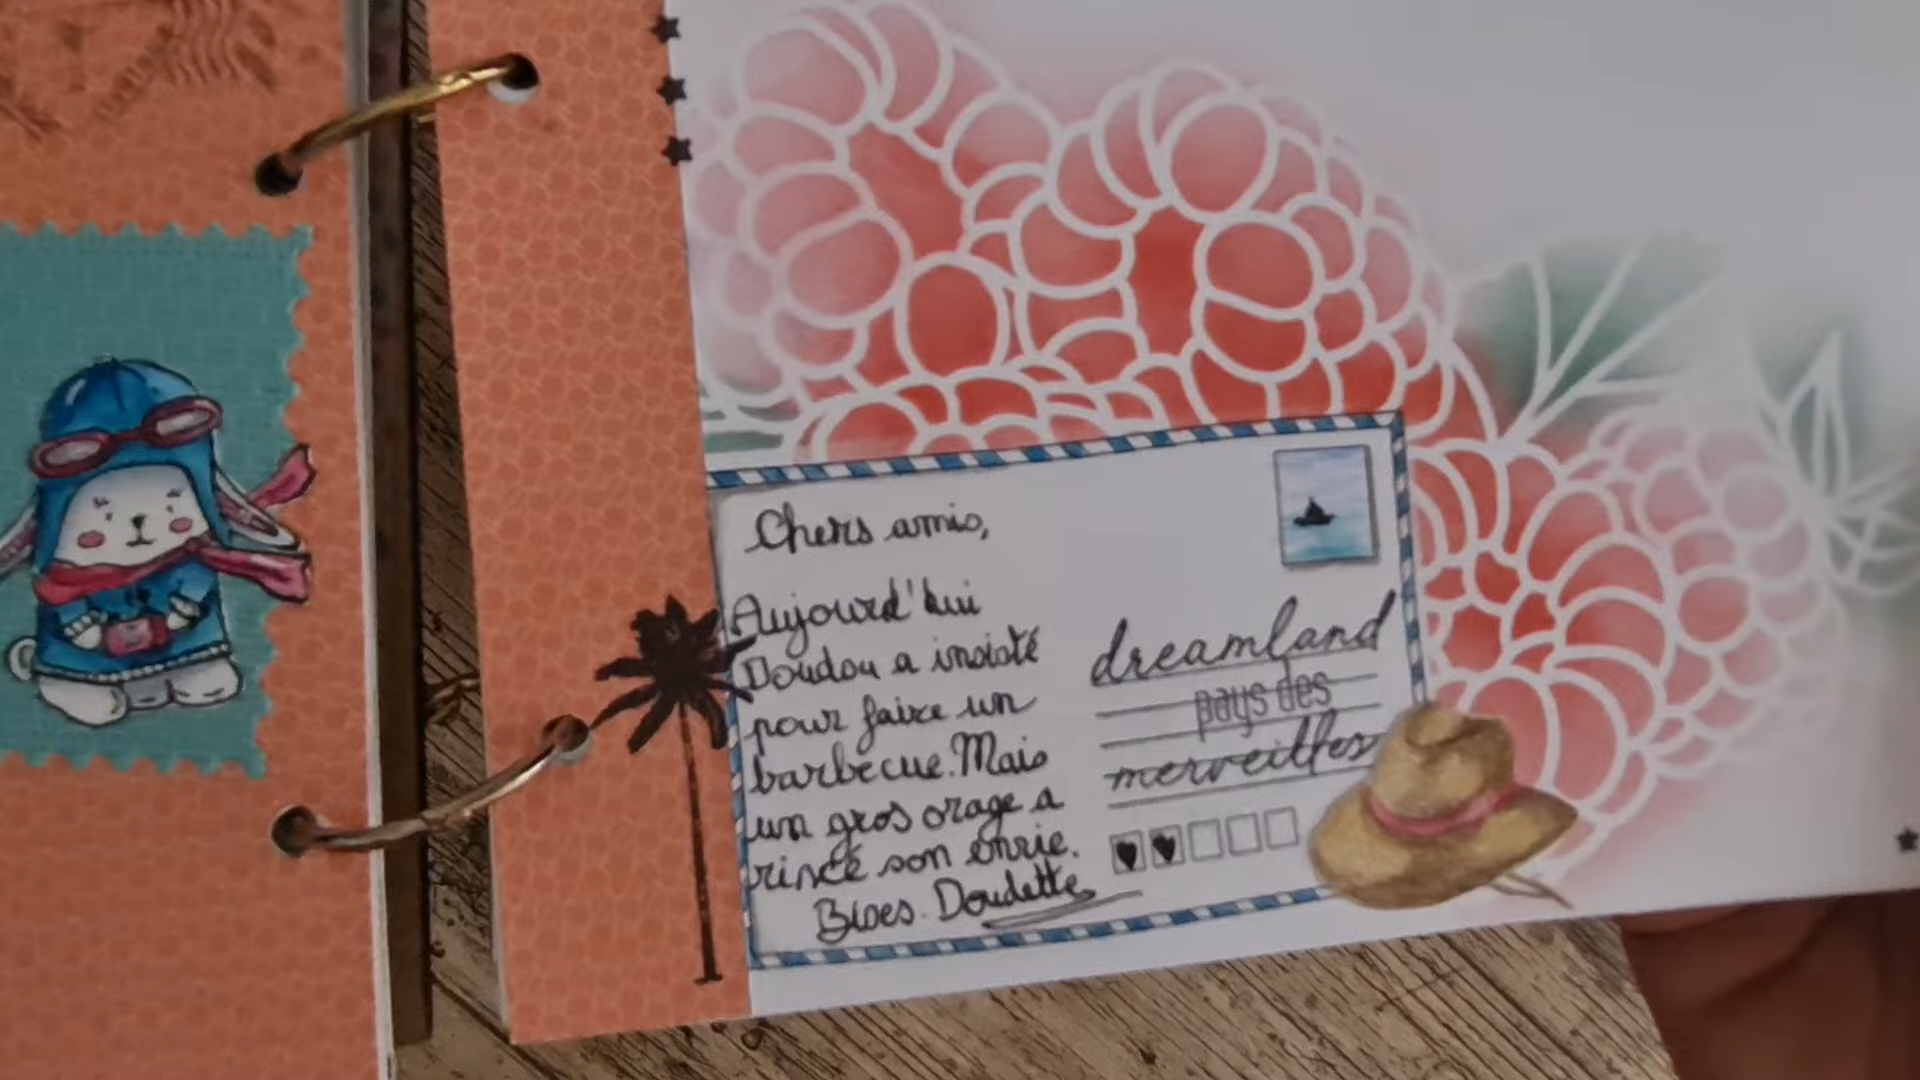 Chers amis,
Aujourd'hui
Doudou a insisté
pour faire un
barbecue. Mais
un gros orage a
rincé son envie.
Bises. Doudette
dreamland
pays des
merveilles